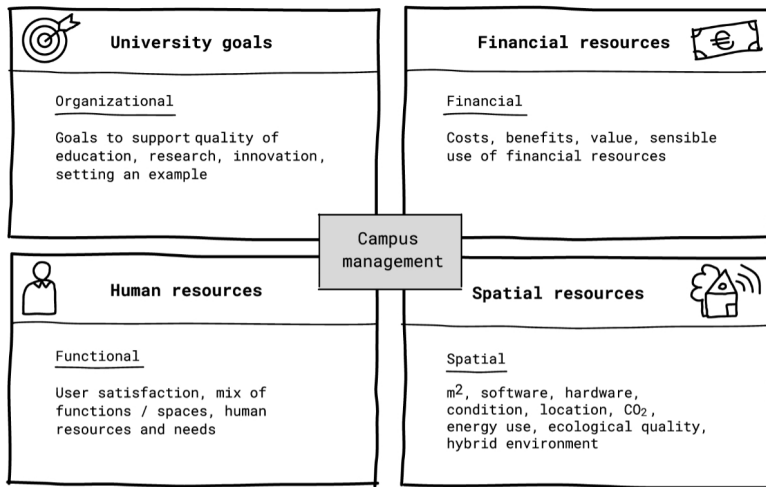 University goals
Organizational
Goals to support quality of
education, research, innovation,
setting an example
Financial resources
€
Financial
Costs, benefits, value, sensible
use of financial resources
Campus
management
Human resources
Functional
User satisfaction, mix of
functions / spaces, human
resources and needs
Spatial resources
Spatial
m², software, hardware,
condition, location, CO₂,
energy use, ecological quality,
hybrid environment